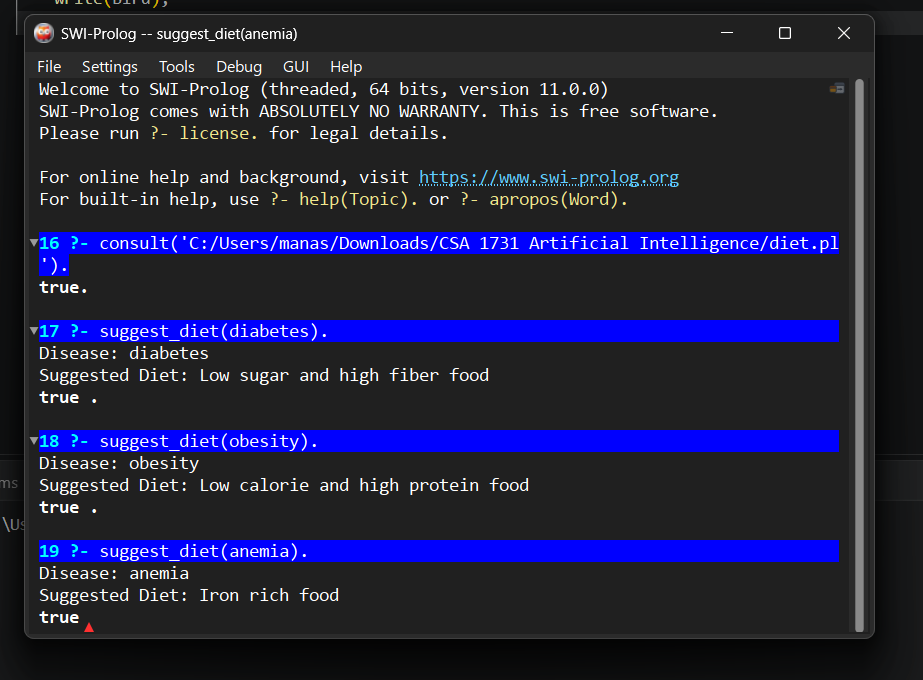 write(Bird),
SWI-Prolog -- suggest_diet(anemia)
File Settings Tools Debug GUI Help
Welcome to SWI-Prolog (threaded, 64 bits, version 11.0.0)
SWI-Prolog comes with ABSOLUTELY NO WARRANTY. This is free software.
Please run ?- license. for legal details.
For online help and background, visit https://www.swi-prolog.org
For built-in help, use ?- help(Topic). or ?- apropos(Word).
16 ?- consult('C:/Users/manas/Downloads/CSA 1731 Artificial Intelligence/diet.pl
').
true.
17 ?- suggest_diet(diabetes).
Disease: diabetes
Suggested Diet: Low sugar and high fiber food
true .
18 ?- suggest_diet(obesity).
Disease: obesity
Suggested Diet: Low calorie and high protein food
true .
19 ?- suggest_diet(anemia).
Disease: anemia
Suggested Diet: Iron rich food
true